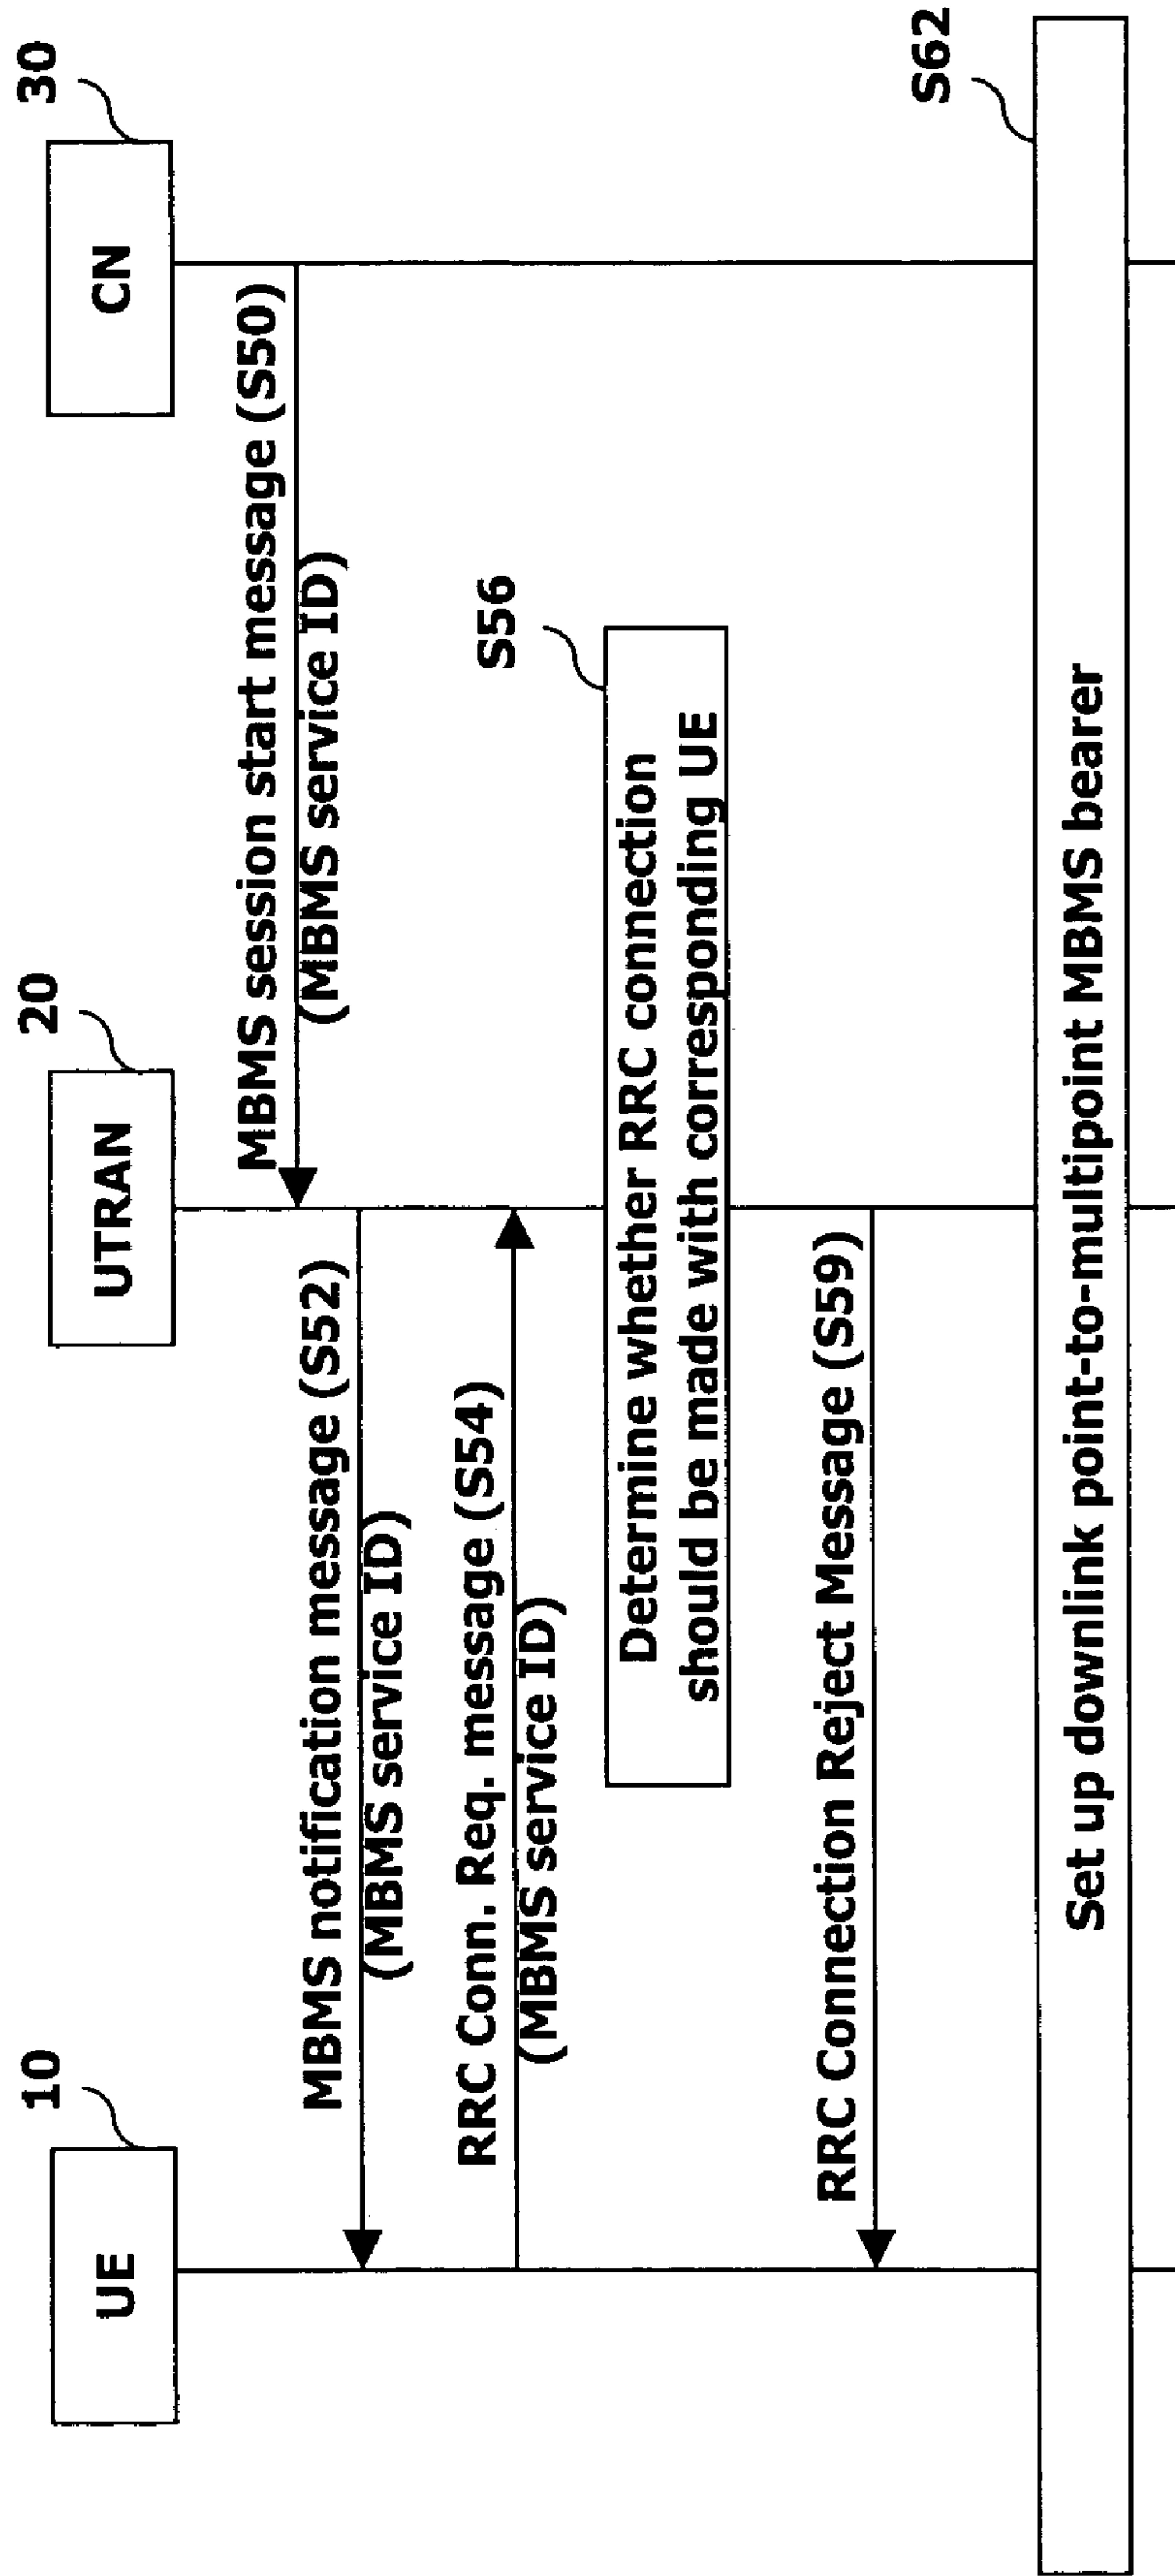 10
20
30
UE
UTRAN
CN
MBMS session start message (S50)
(MBMS service ID)
MBMS notification message (S52)
(MBMS service ID)
RRC Conn. Req. message (S54)
(MBMS service ID)
S56
Determine whether RRC connection
should be made with corresponding UE
RRC Connection Reject Message (S59)
S62
Set up downlink point-to-multipoint MBMS bearer